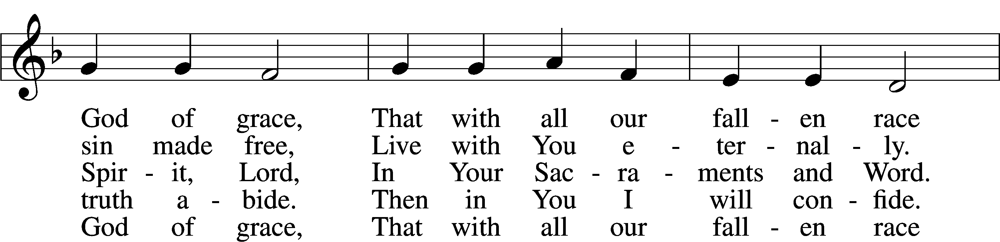 God of grace, That with all our fall - en race
sin made free, Live with You e - ter - nal - ly.
Spir - it, Lord, In Your Sac - ra - ments and Word.
truth a - bide. Then in You I will con - fide.
God of grace, That with all our fall - en race